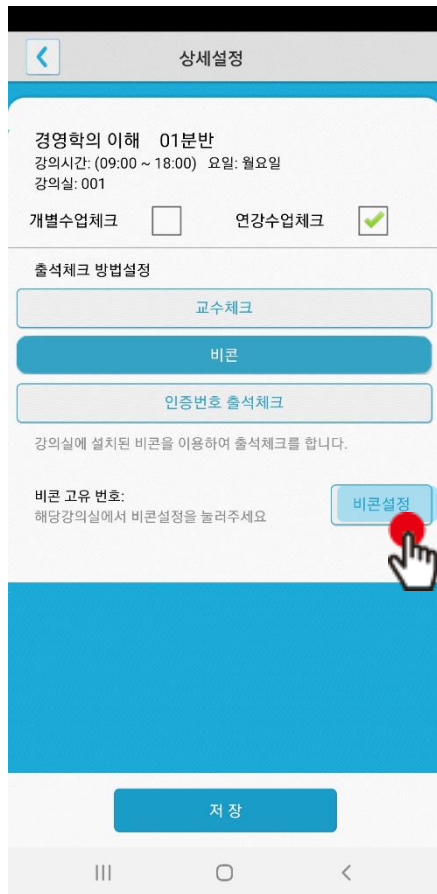 상세설정
경영학의 이해 01분반
강의시간: (09:00 ~ 18:00) 요일: 월요일
강의실: 001
개별수업체크 연강수업체크
출석체크 방법설정
교수체크
비콘
인증번호 출석체크
강의실에 설치된 비콘을 이용하여 출석체크를 합니다.
비콘 고유 번호:
해당강의실에서 비콘설정을 눌러주세요
비콘설정
저 장